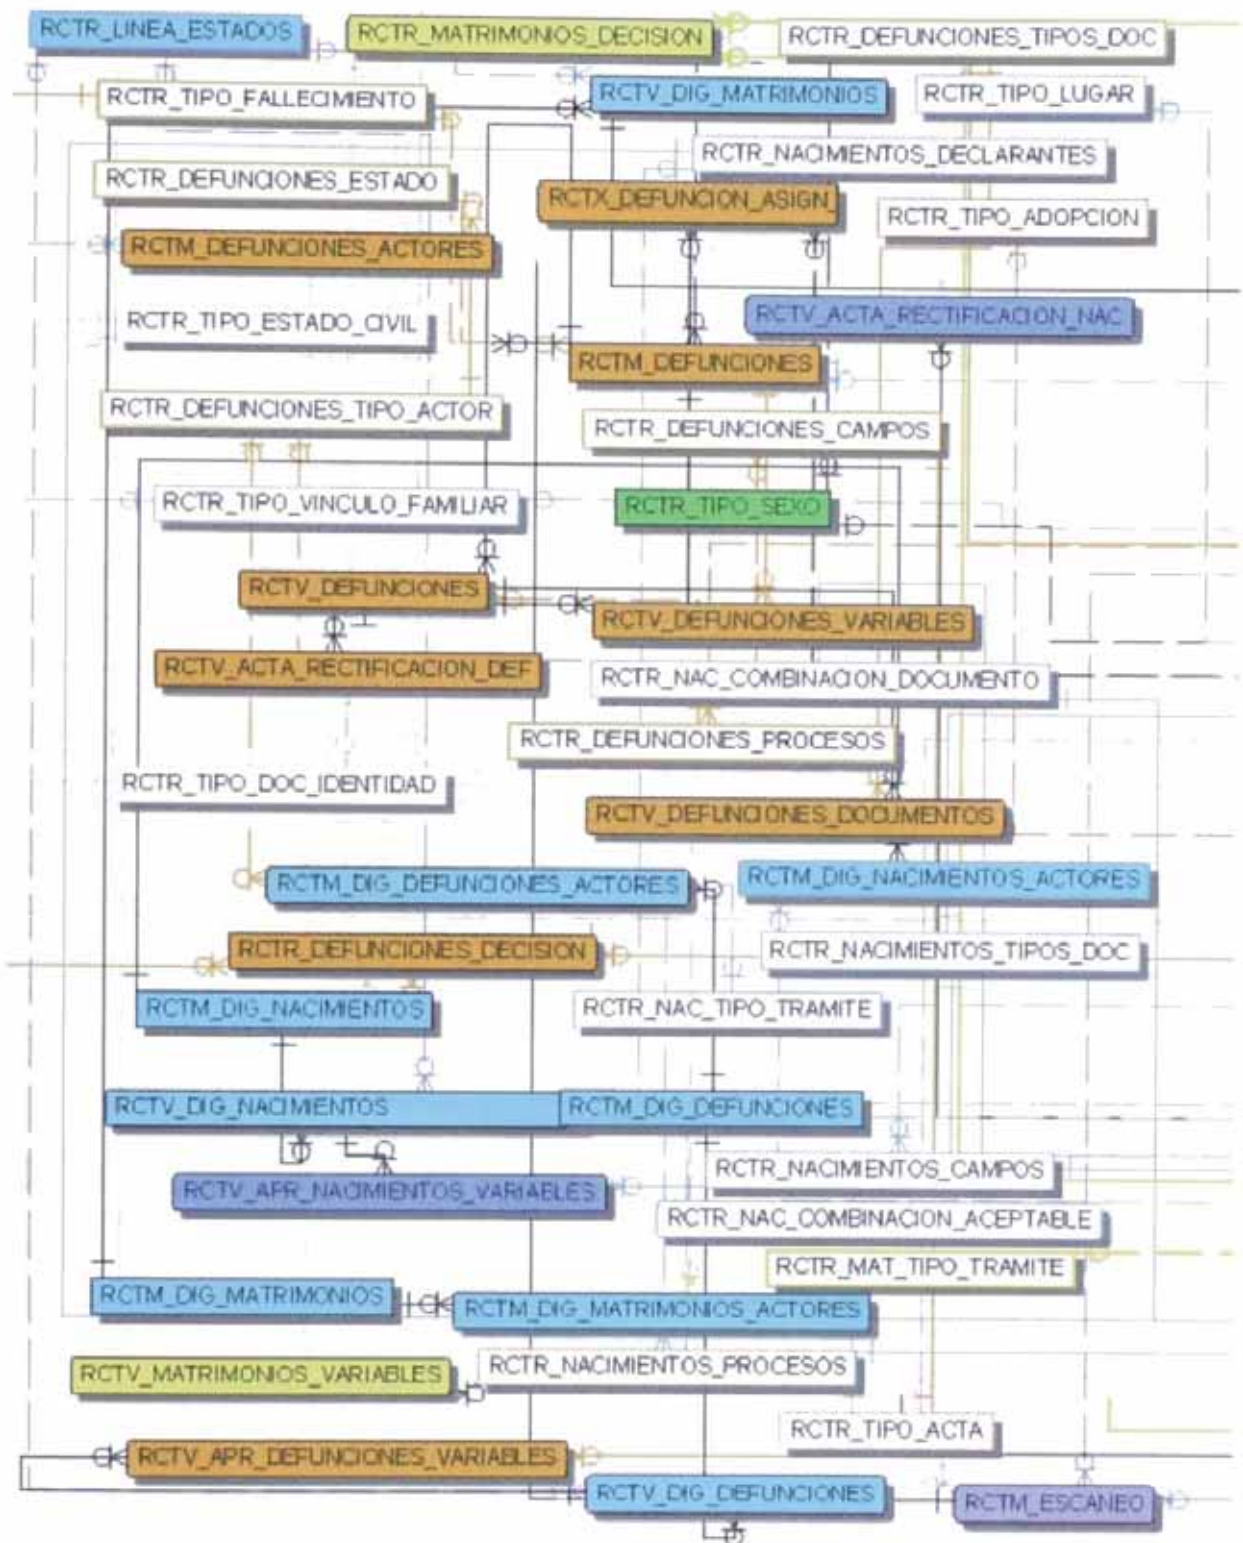 RCTR_LINEA_ESTADOS
RCTR_MATRIMONIOS_DECISION
RCTR_DEFUNCIONES_TIPOS_DOC
RCTR_TIPO_FALLECIMIENTO
RCTV_DIG_MATRIMONIOS
RCTR_TIPO_LUGAR
RCTR_NACIMIENTOS_DECLARANTES
RCTR_DEFUNCIONES_ESTADO
RCTX_DEFUNCION_ASIGN_
RCTR_TIPO_ADOPCION
RCTM_DEFUNCIONES_ACTORES
RCTR_TIPO_ESTADO_CIVIL
RCTV_ACTA_RECTIFICACION_NAC
RCTM_DEFUNCIONES
RCTR_DEFUNCIONES_TIPO_ACTOR
RCTR_DEFUNCIONES_CAMPOS
RCTR_TIPO_VINCULO_FAMILIAR
RCTR_TIPO_SEXO
RCTV_DEFUNCIONES
RCTV_DEFUNCIONES_VARIABLES
RCTV_ACTA_RECTIFICACION_DEF
RCTR_NAC_COMBINACION_DOCUMENTO
RCTR_DEFUNCIONES_PROCESOS
RCTR_TIPO_DOC_IDENTIDAD
RCTV_DEFUNCIONES_DOCUMENTOS
RCTM_DIG_DEFUNCIONES_ACTORES
RCTM_DIG_NACIMIENTOS_ACTORES
RCTR_DEFUNCIONES_DECISION
RCTR_NACIMIENTOS_TIPOS_DOC
RCTM_DIG_NACIMIENTOS
RCTR_NAC_TIPO_TRAMITE
RCTV_DIG_NACIMIENTOS
RCTM_DIG_DEFUNCIONES
RCTR_NACIMIENTOS_CAMPOS
RCTV_APR_NACIMIENTOS_VARIABLES
RCTR_NAC_COMBINACION_ACEPTABLE
RCTR_MAT_TIPO_TRAMITE
RCTM_DIG_MATRIMONIOS
RCTM_DIG_MATRIMONIOS_ACTORES
RCTV_MATRIMONIOS_VARIABLES
RCTR_NACIMIENTOS_PROCESOS
RCTR_TIPO_ACTA
RCTV_APR_DEFUNCIONES_VARIABLES
RCTV_DIG_DEFUNCIONES
RCTM_ESCANEO